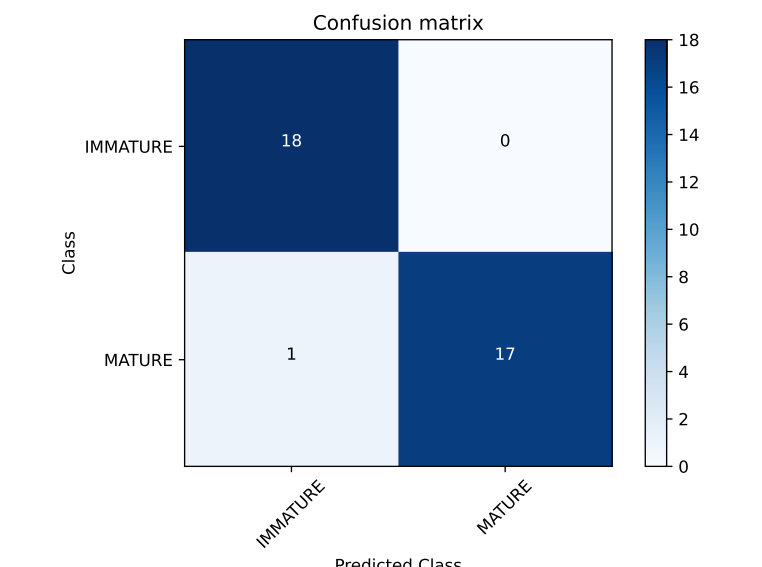 Confusion matrix
IMMATURE
18
0
Class
MATURE
1
17
IMMATURE
MATURE
Predicted Class
18
16
14
12
10
8
6
4
2
0